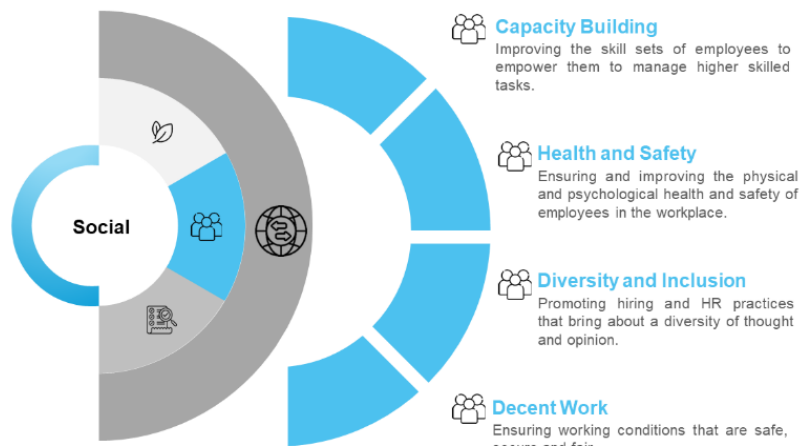 Capacity Building
Improving the skill sets of employees to
empower them to manage higher skilled
tasks.
Health and Safety
Ensuring and improving the physical
and psychological health and safety of
employees in the workplace.
Social
Diversity and Inclusion
Promoting hiring and HR practices
that bring about a diversity of thought
and opinion.
Decent Work
Ensuring working conditions that are safe,
secure and fair.